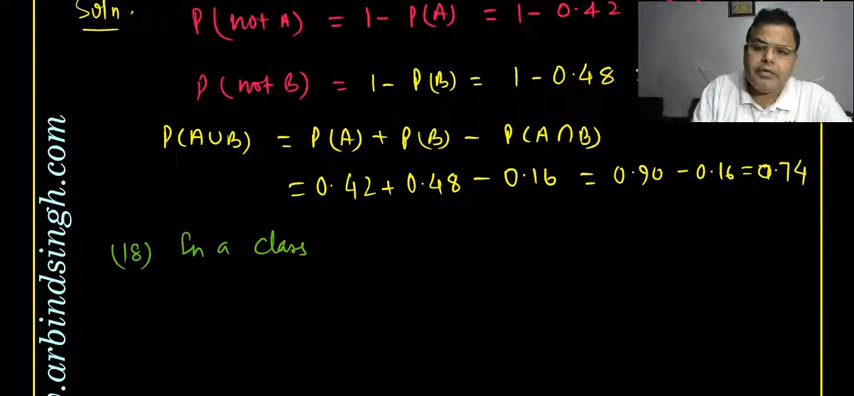 Soln.
P(not A) = 1 - P(A) = 1 - 0.42
P(not B) = 1 - P(B) = 1 - 0.48 =
P(A∪B) = P(A) + P(B) - P(A∩B)
= 0.42 + 0.48 - 0.16 = 0.90 - 0.16 = 0.74
(18) In a class
.arbindsingh.com